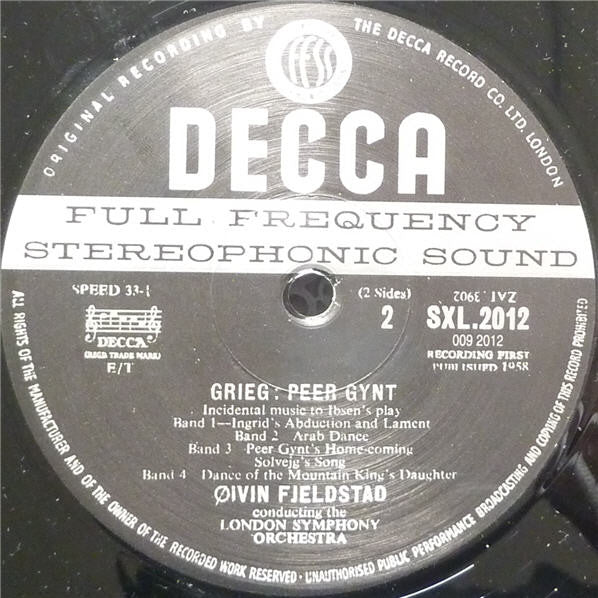 ORIGINAL RECORDING BY THE DECCA RECORD CO. LTD. LONDON
ffss
DECCA
FULL FREQUENCY
STEREOPHONIC SOUND
SPEED 33-1
(2 Sides)
2
ZAL . 3902
SXL.2012
009 2012
RECORDING FIRST
PUBLISHED 1958
DECCA
(REGD. TRADE MARK)
E/T
GRIEG: PEER GYNT
Incidental music to Ibsen's play
Band 1—Ingrid's Abduction and Lament
Band 2 Arab Dance
Band 3 Peer Gynt's Home-coming
Solvejg's Song
Band 4 Dance of the Mountain King's Daughter
ØIVIN FJELDSTAD
conducting the
LONDON SYMPHONY
ORCHESTRA
ALL RIGHTS OF THE MANUFACTURER AND OF THE OWNER OF THE RECORDED WORK RESERVED · UNAUTHORISED PUBLIC PERFORMANCE BROADCASTING AND COPYING OF THIS RECORD PROHIBITED